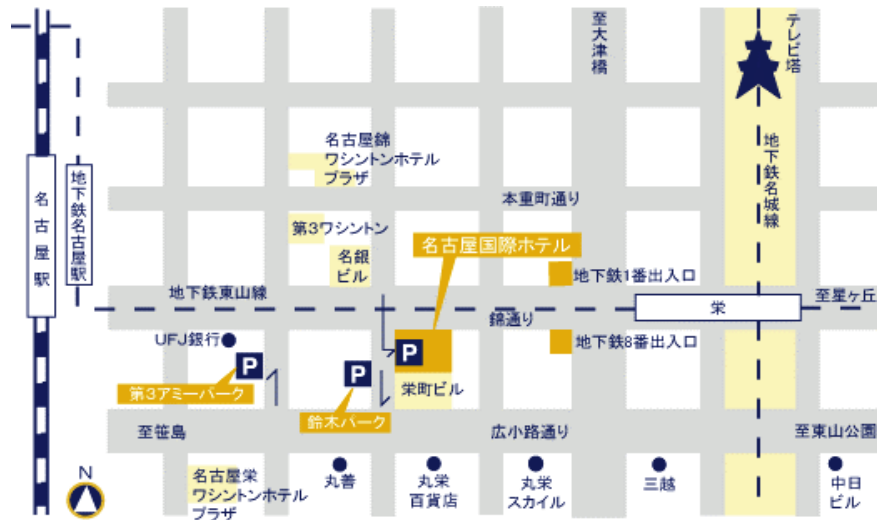 至大津橋
テレビ塔
名古屋錦
ワシントンホテル
プラザ
地下鉄名城線
名古屋駅
地下鉄名古屋駅
本重町通り
第3ワシントン
名古屋国際ホテル
名銀
ビル
地下鉄1番出入口
地下鉄東山線
栄
至星ヶ丘
錦通り
UFJ銀行
地下鉄8番出入口
P
P
P
第3アミーパーク
栄町ビル
鈴木パーク
至笹島
広小路通り
至東山公園
N
名古屋栄
ワシントンホテル
プラザ
丸善
丸栄
百貨店
丸栄
スカイル
三越
中日
ビル